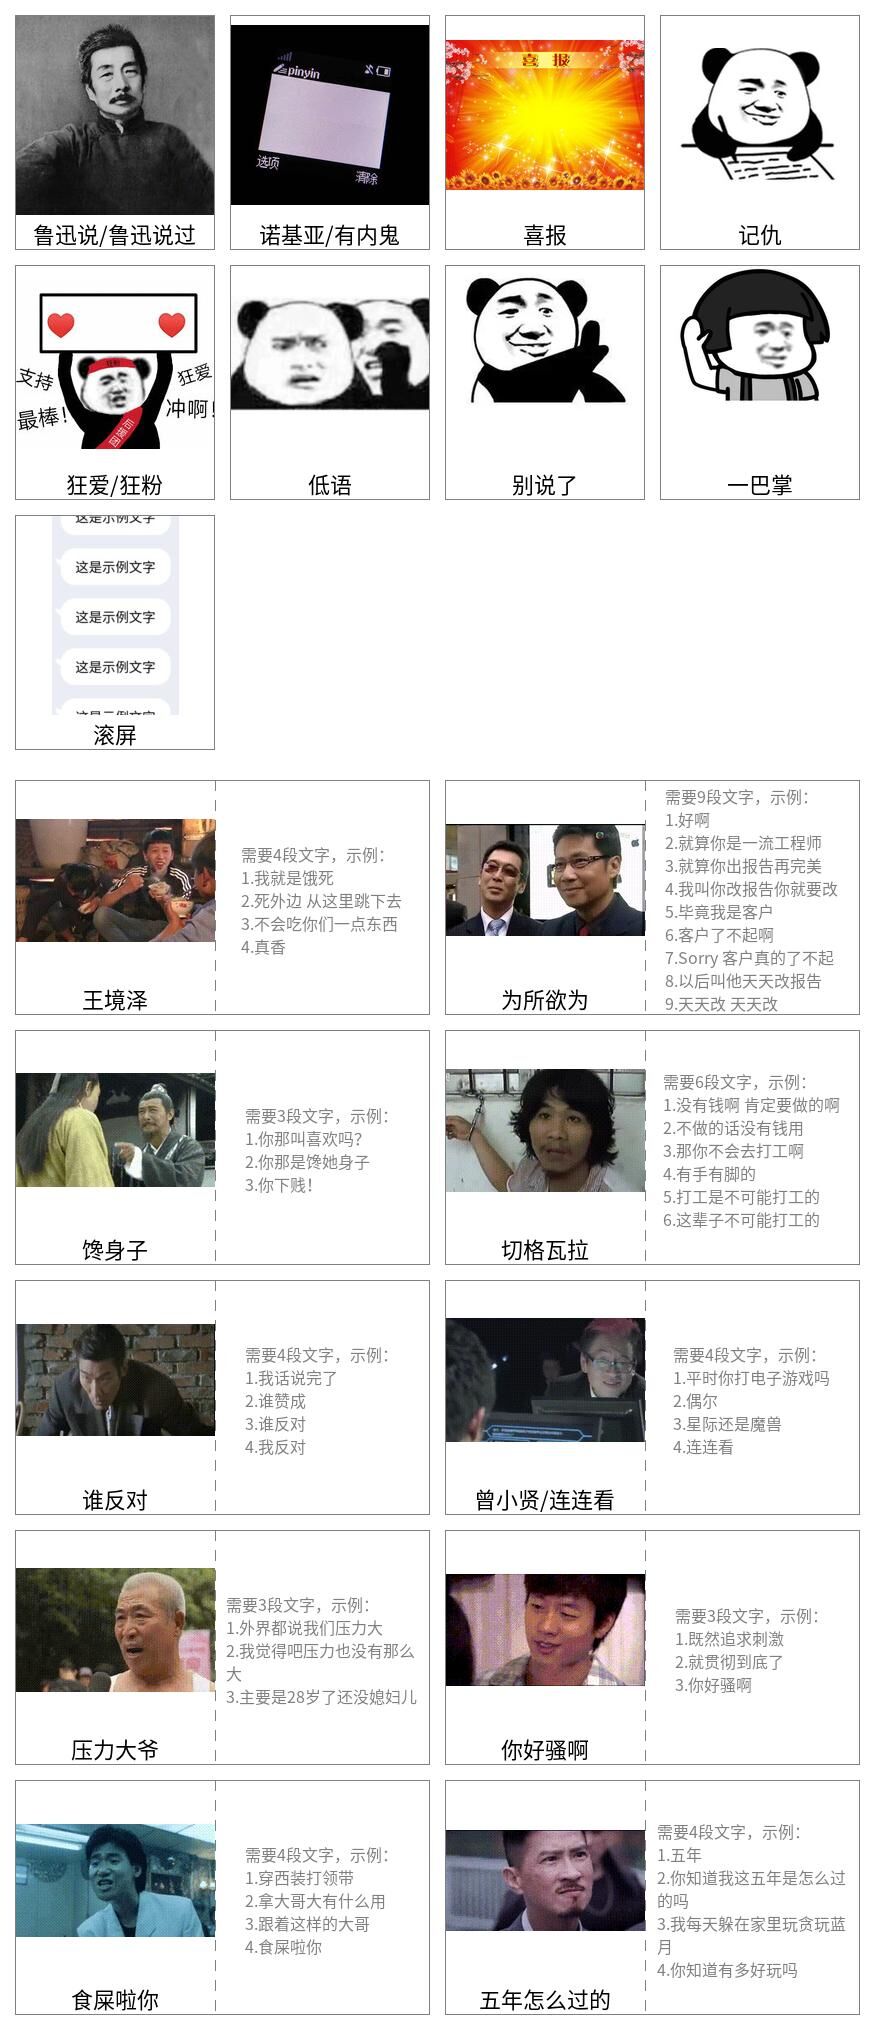 pinyin
选项
清除
喜 报
鲁迅说/鲁迅说过
诺基亚/有内鬼
喜报
记仇
狂粉
支持
狂爱
最棒!
冲啊!
后援团
狂爱/狂粉
低语
别说了
一巴掌
这是示例文字
这是示例文字
这是示例文字
这是示例文字
这是示例文字
滚屏
需要4段文字，示例：
1.我就是饿死
2.死外边 从这里跳下去
3.不会吃你们一点东西
4.真香
王境泽
需要9段文字，示例：
1.好啊
2.就算你是一流工程师
3.就算你出报告再完美
4.我叫你改报告你就要改
5.毕竟我是客户
6.客户了不起啊
7.Sorry 客户真的了不起
8.以后叫他天天改报告
9.天天改 天天改
为所欲为
需要3段文字，示例：
1.你那叫喜欢吗？
2.你那是馋她身子
3.你下贱！
馋身子
需要6段文字，示例：
1.没有钱啊 肯定要做的啊
2.不做的话没有钱用
3.那你不会去打工啊
4.有手有脚的
5.打工是不可能打工的
6.这辈子不可能打工的
切格瓦拉
需要4段文字，示例：
1.我话说完了
2.谁赞成
3.谁反对
4.我反对
谁反对
需要4段文字，示例：
1.平时你打电子游戏吗
2.偶尔
3.星际还是魔兽
4.连连看
曾小贤/连连看
需要3段文字，示例：
1.外界都说我们压力大
2.我觉得吧压力也没有那么
大
3.主要是28岁了还没媳妇儿
压力大爷
需要3段文字，示例：
1.既然追求刺激
2.就贯彻到底了
3.你好骚啊
你好骚啊
需要4段文字，示例：
1.穿西装打领带
2.拿大哥大有什么用
3.跟着这样的大哥
4.食屎啦你
食屎啦你
需要4段文字，示例：
1.五年
2.你知道我这五年是怎么过
的吗
3.我每天躲在家里玩贪玩蓝
月
4.你知道有多好玩吗
五年怎么过的